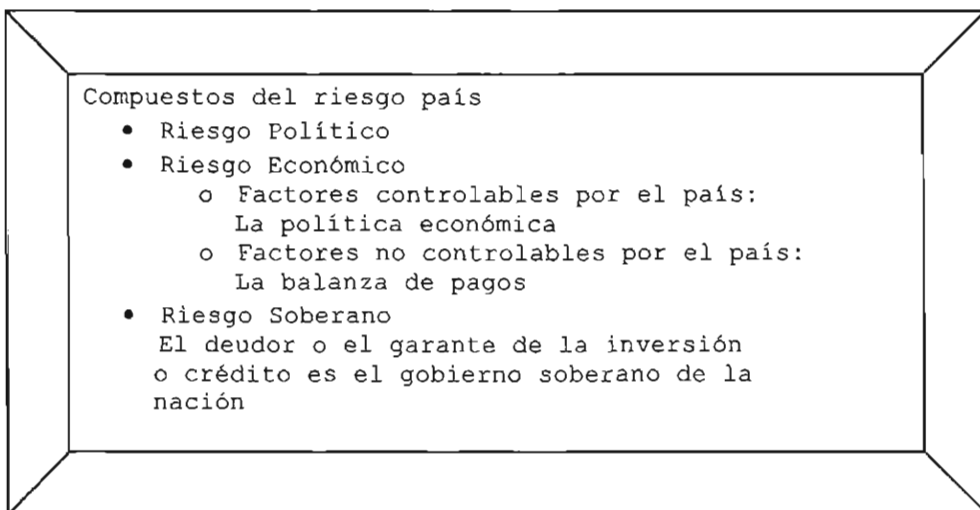 Compuestos del riesgo país
• Riesgo Político
• Riesgo Económico
o Factores controlables por el país:
La política económica
o Factores no controlables por el país:
La balanza de pagos
• Riesgo Soberano
El deudor o el garante de la inversión
o crédito es el gobierno soberano de la
nación